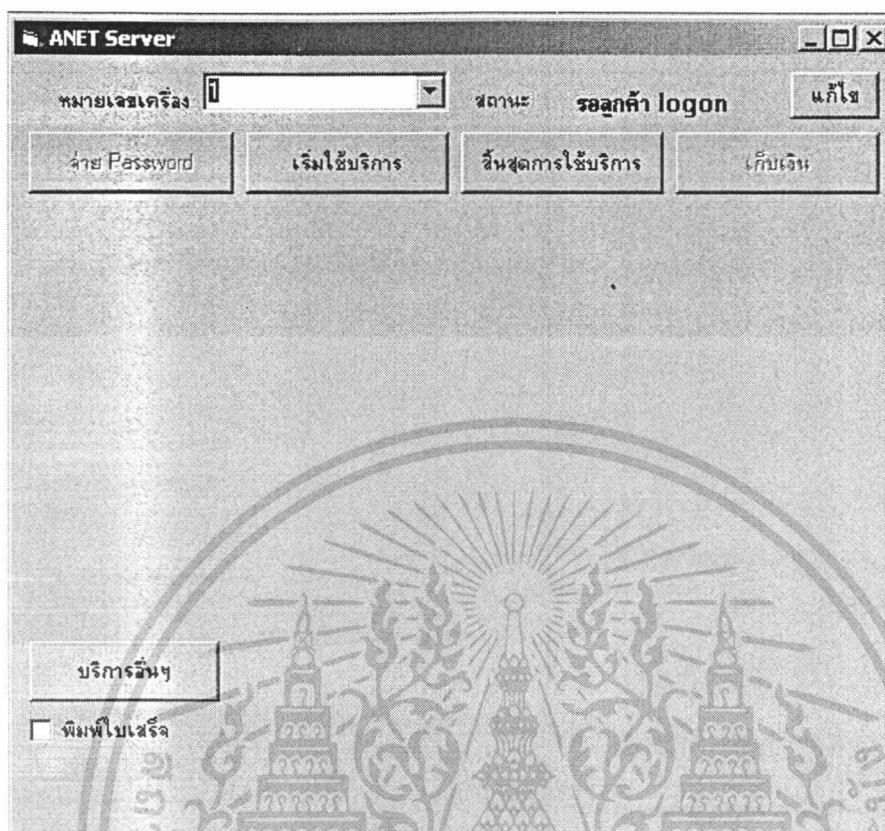 ANET Server
หมายเลขเครื่อง 1 สถานะ รอลูกค้า logon แก้ไข
จ่าย Password เริ่มใช้บริการ สิ้นสุดการใช้บริการ เก็บเงิน
บริการอื่นๆ
พิมพ์ใบเสร็จ